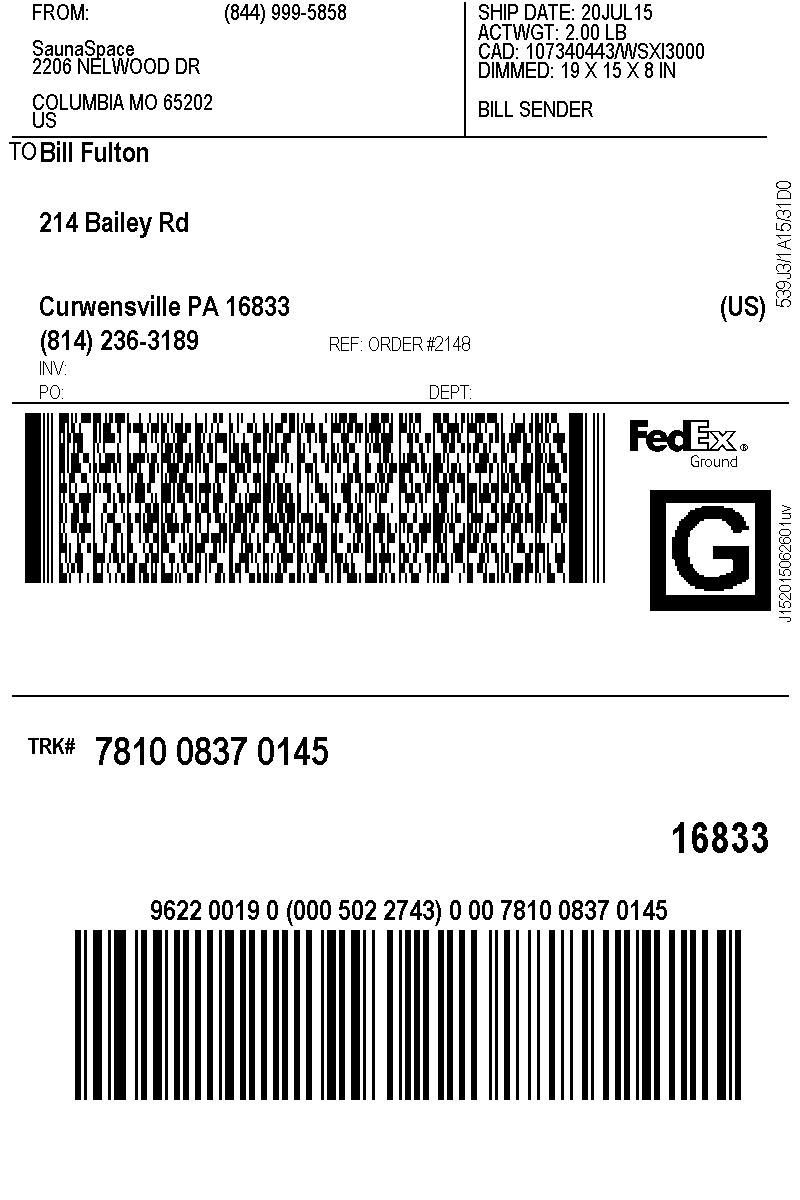 FROM: (844) 999-5858
SaunaSpace
2206 NELWOOD DR
COLUMBIA MO 65202
US
SHIP DATE: 20JUL15
ACTWGT: 2.00 LB
CAD: 107340443/WSXI3000
DIMMED: 19 X 15 X 8 IN
BILL SENDER
TO Bill Fulton
214 Bailey Rd
Curwensville PA 16833 (US)
(814) 236-3189 REF: ORDER #2148
INV:
PO: DEPT:
539J3/1A15/31D0
FedEx®
Ground
G
J152015062601uv
TRK# 7810 0837 0145
16833
9622 0019 0 (000 502 2743) 0 00 7810 0837 0145